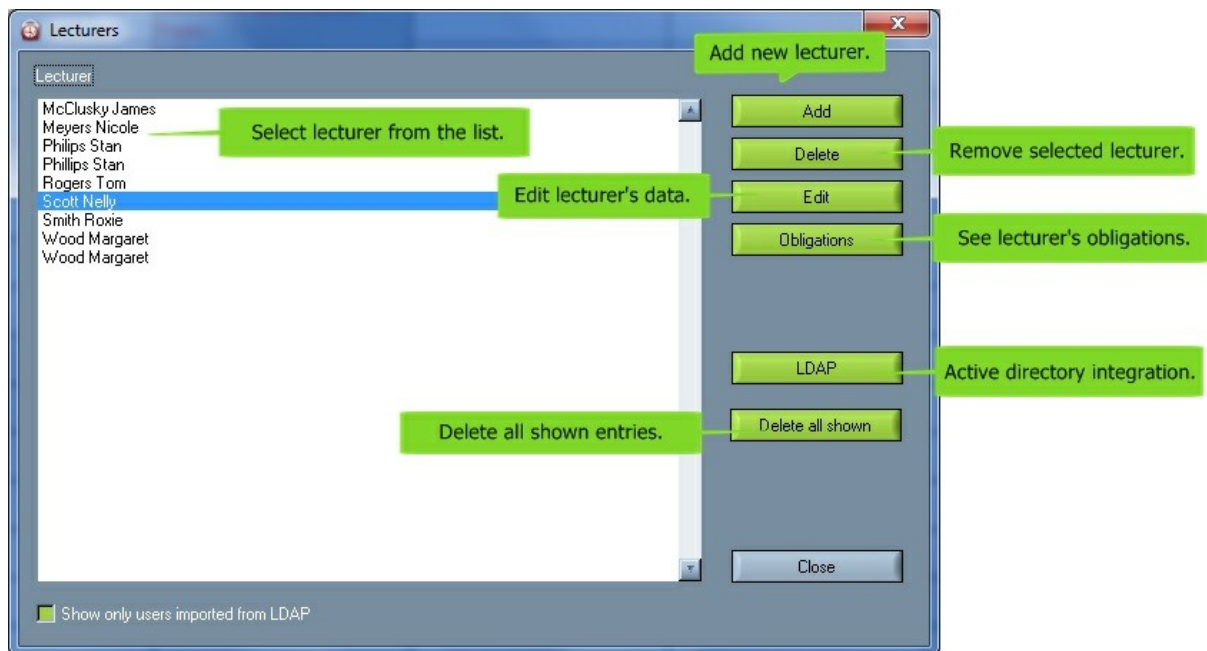 Lecturers
X
Add new lecturer.
Lecturer
McClusky James
Meyers Nicole
Philips Stan
Phillips Stan
Rogers Tom
Scott Nelly
Smith Roxie
Wood Margaret
Wood Margaret
Select lecturer from the list.
Add
Delete
Remove selected lecturer.
Edit lecturer's data.
Edit
Obligations
See lecturer's obligations.
LDAP
Active directory integration.
Delete all shown entries.
Delete all shown
Close
Show only users imported from LDAP